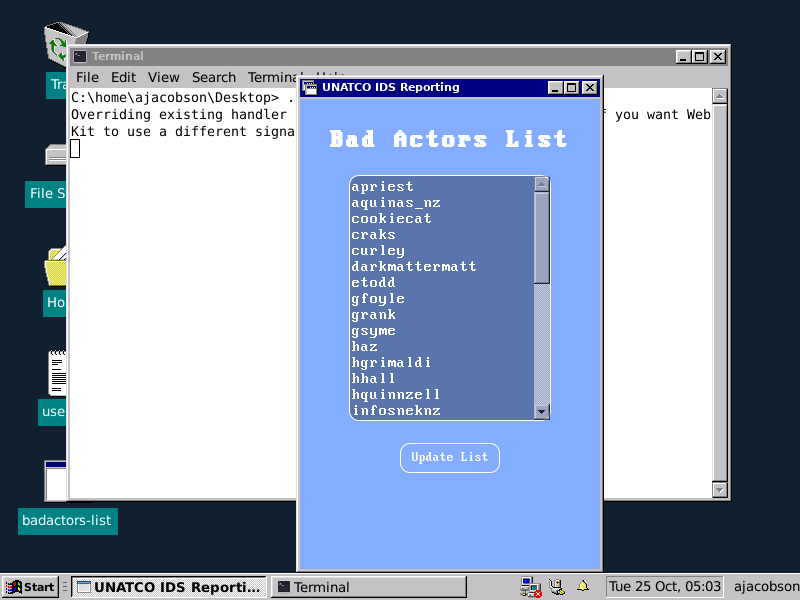 Terminal
File Edit View Search Terminal Help
C:\home\ajacobson\Desktop> .
Overriding existing handler
f you want Web
Kit to use a different signa
UNATCO IDS Reporting
Bad Actors List
apriest
aquinas_nz
cookiecat
craks
curley
darkmattermatt
etodd
gfoyle
grank
gsyme
haz
hgrimaldi
hhall
hquinnzell
infosneknz
Update List
Tra
File S
Ho
use
badactors-list
Start
UNATCO IDS Reporti...
Terminal
Tue 25 Oct, 05:03
ajacobson